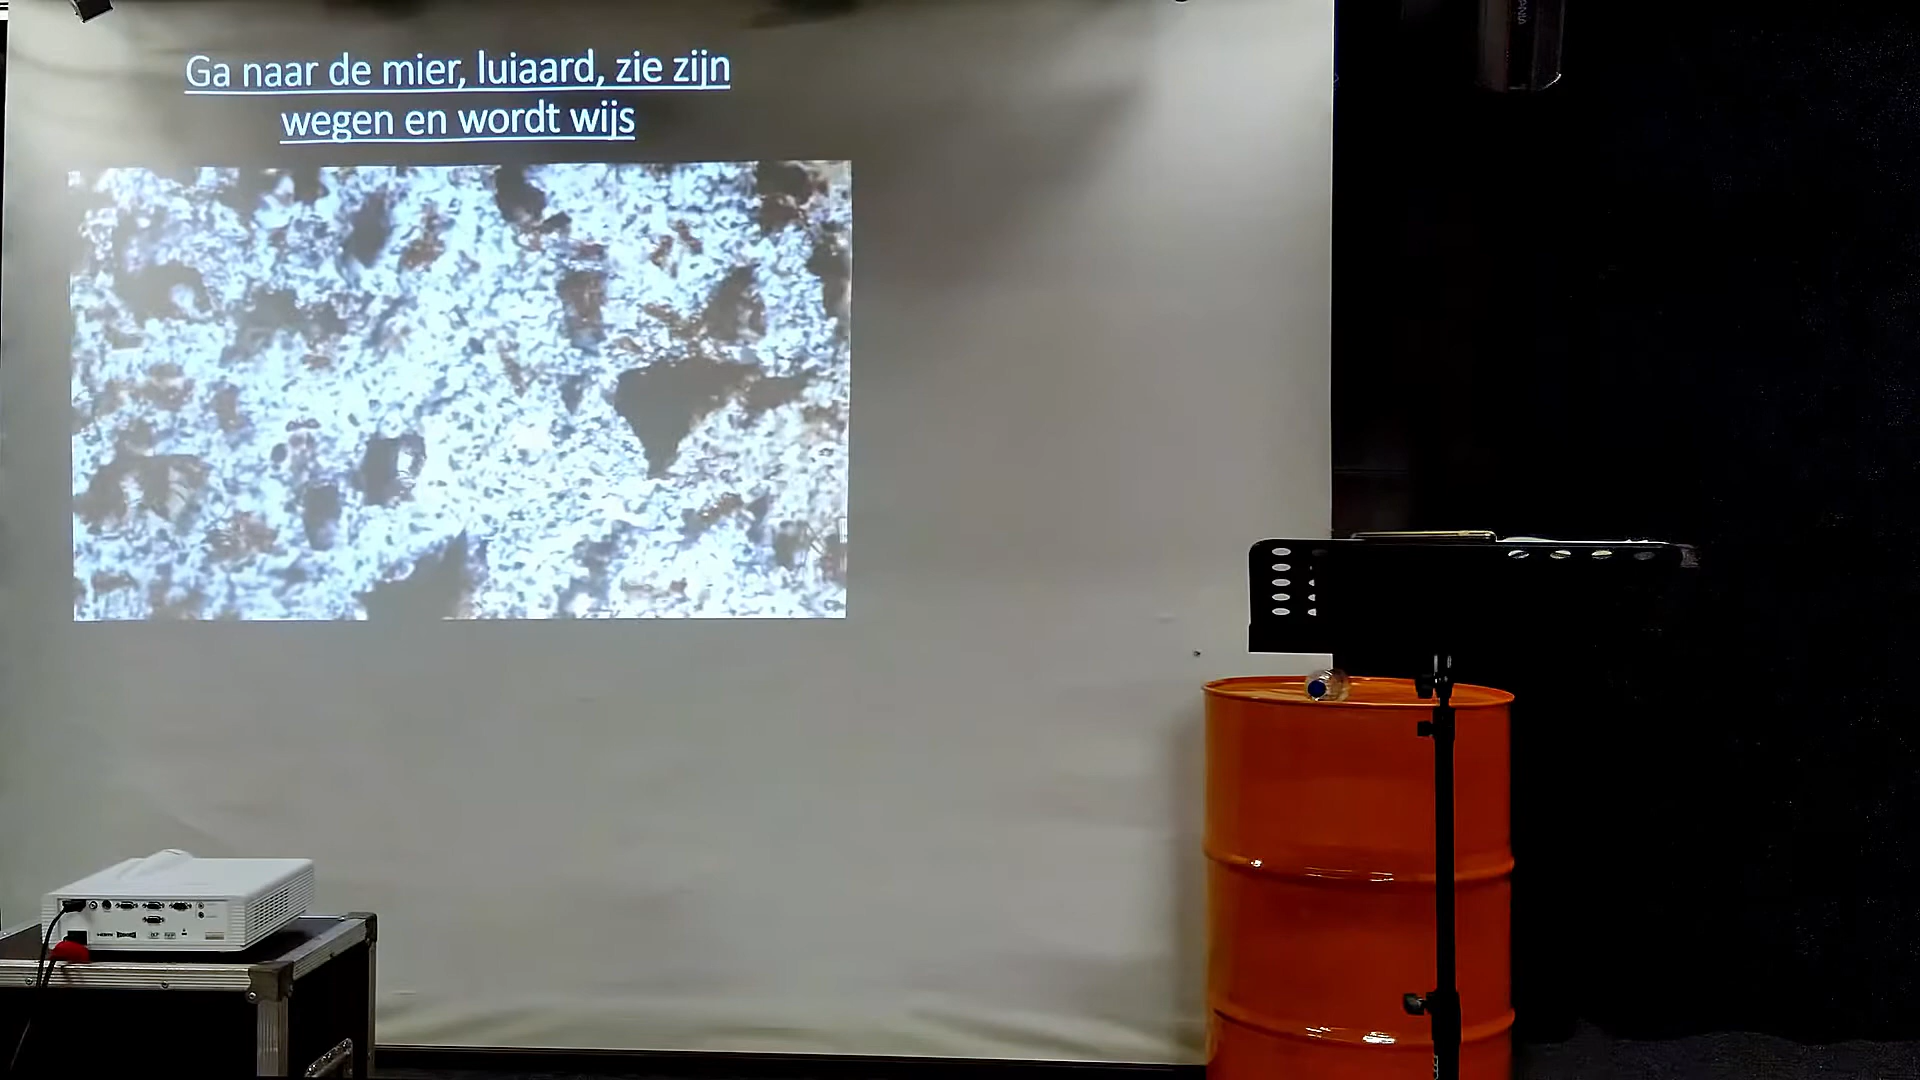 Ga naar de mier, luiaard, zie zijn
wegen en wordt wijs